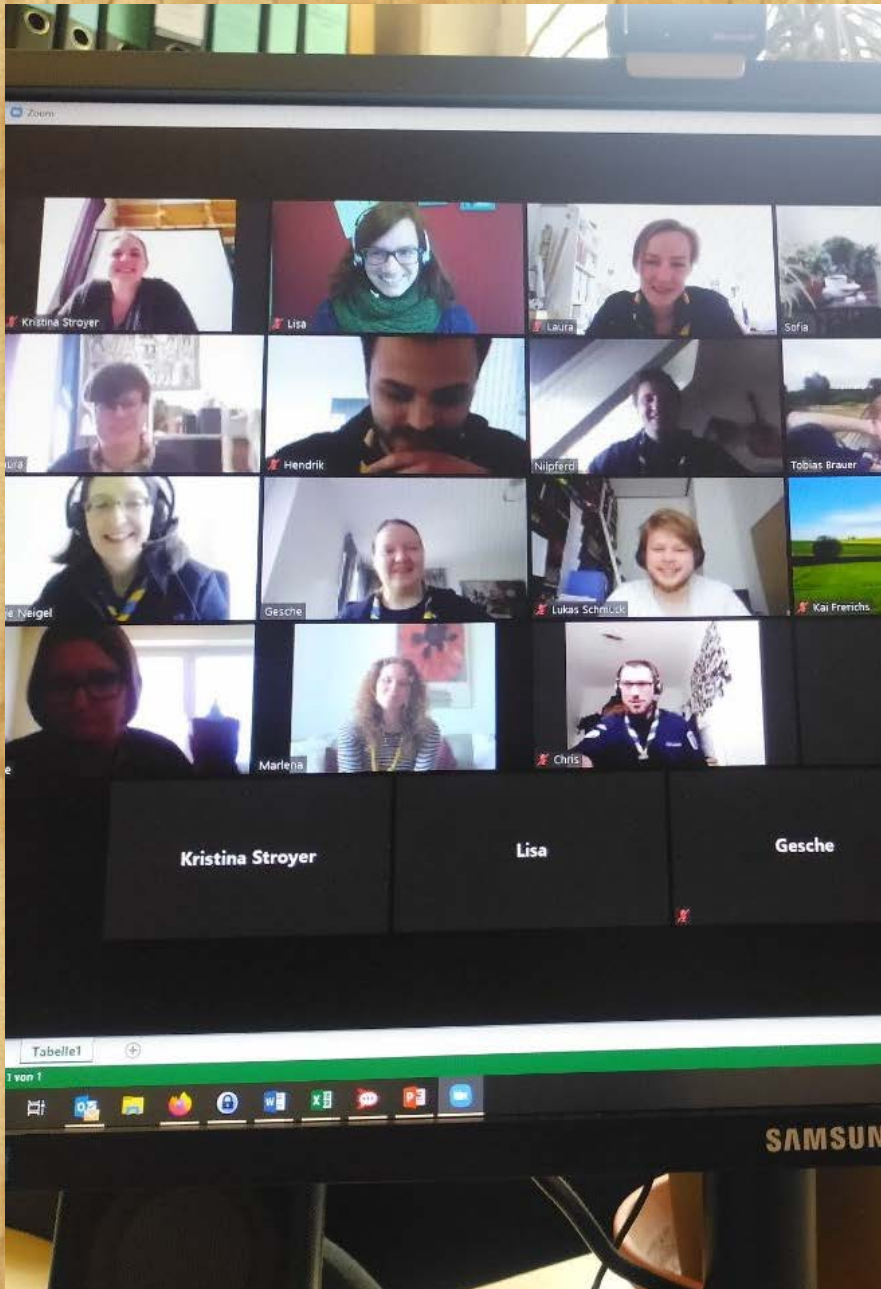 Zoom
Kristina Stroyer
Lisa
Laura
Sofia
aura
Hendrik
Nilpferd
Tobias Brauer
e Neigel
Gesche
Lukas Schmuck
Kai Frerichs
e
Marlena
Chris
Kristina Stroyer
Lisa
Gesche
Tabelle1
1 von 1
SAMSUN